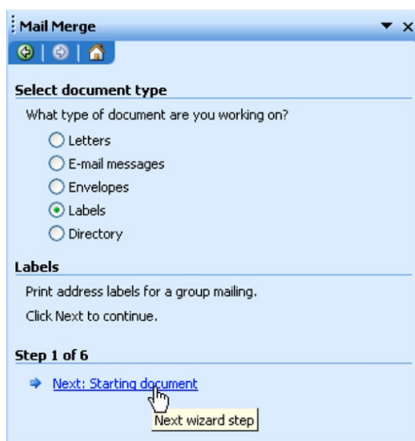 Mail Merge
Select document type
What type of document are you working on?
Letters
E-mail messages
Envelopes
Labels
Directory
Labels
Print address labels for a group mailing.
Click Next to continue.
Step 1 of 6
Next: Starting document
Next wizard step